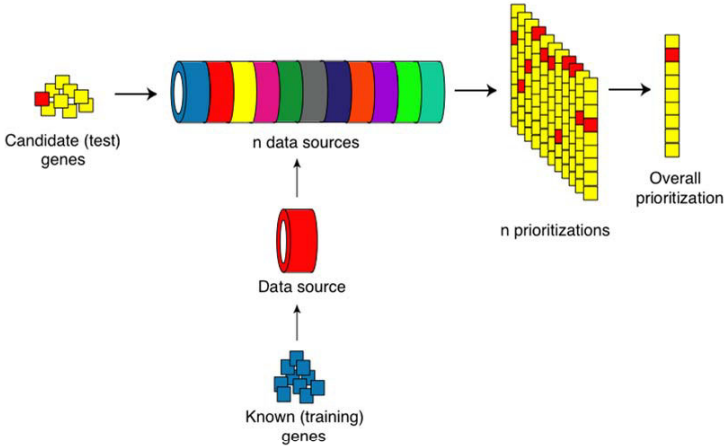 Candidate (test)
genes
n data sources
Data source
Known (training)
genes
n prioritizations
Overall
prioritization